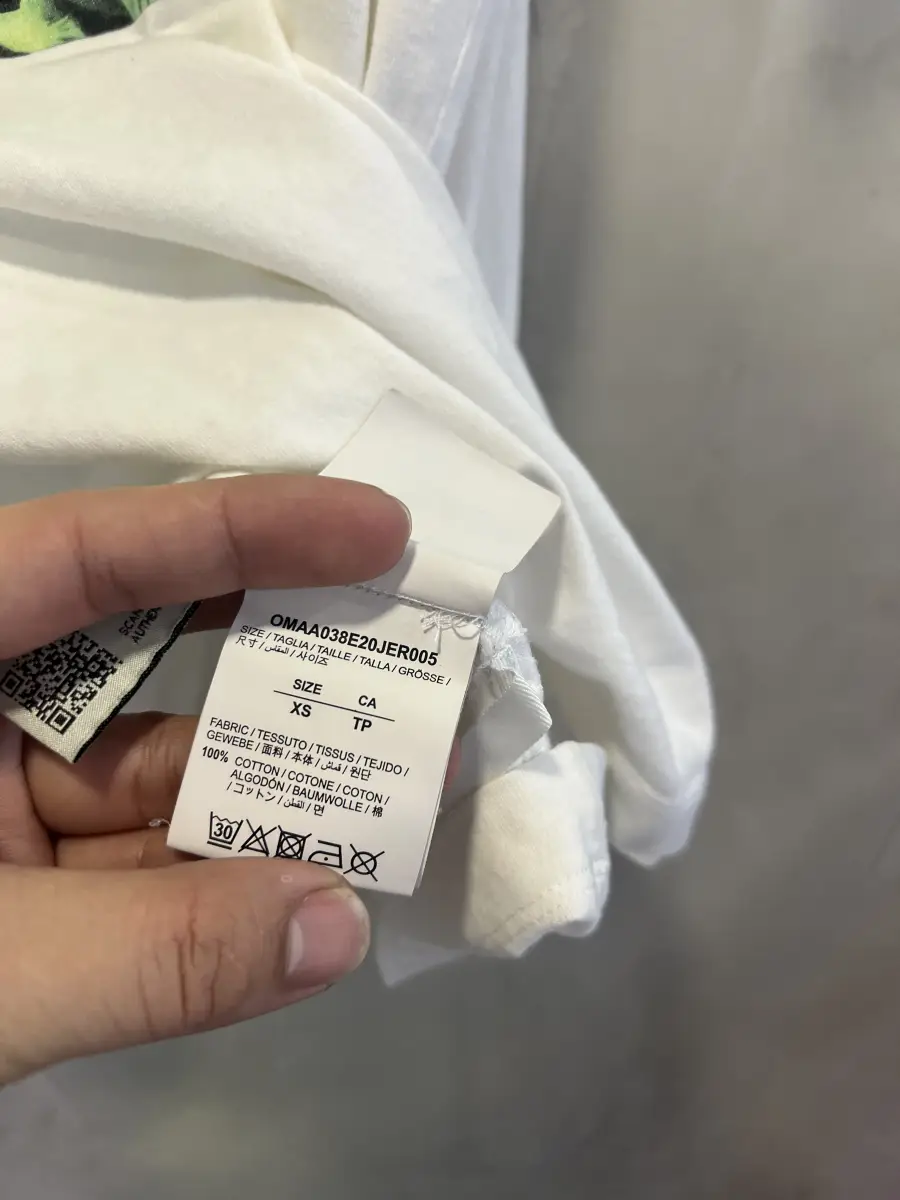 OMAA038E20JER005
SIZE / TAGLIA / TAILLE / TALLA / GRÖSSE /
尺寸 / المقاس / 사이즈
SIZE CA
XS TP
FABRIC / TESSUTO / TISSUS / TEJIDO /
GEWEBE / 面料 / 本体 / قماش / 원단
100% COTTON / COTONE / COTON /
ALGODÓN / BAUMWOLLE / 棉
/ コットン / القطن / 면
30
SCAN